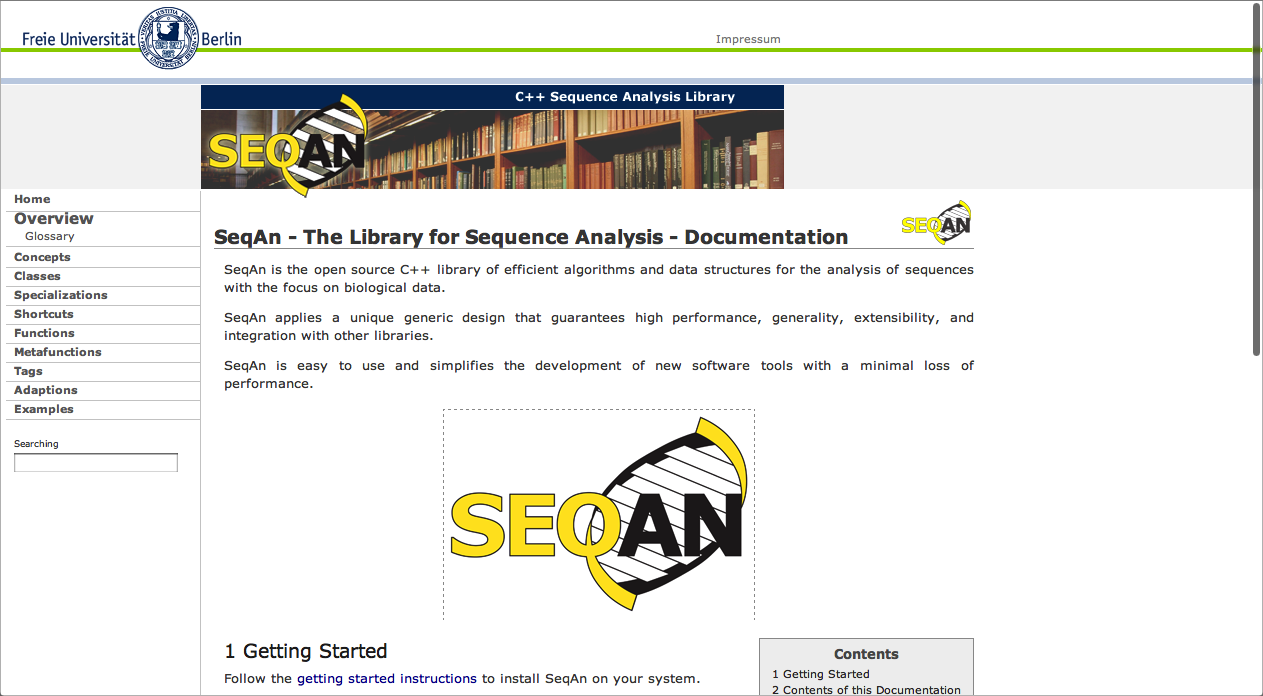 Freie Universität Berlin
Impressum
C++ Sequence Analysis Library
SEQAN
Home
Overview
Glossary
Concepts
Classes
Specializations
Shortcuts
Functions
Metafunctions
Tags
Adaptions
Examples
Searching
SEQAN
SeqAn - The Library for Sequence Analysis - Documentation
SeqAn is the open source C++ library of efficient algorithms and data structures for the analysis of sequences
with the focus on biological data.
SeqAn applies a unique generic design that guarantees high performance, generality, extensibility, and
integration with other libraries.
SeqAn is easy to use and simplifies the development of new software tools with a minimal loss of
performance.
SEQAN
1 Getting Started
Follow the getting started instructions to install SeqAn on your system.
Contents
1 Getting Started
2 Contents of this Documentation